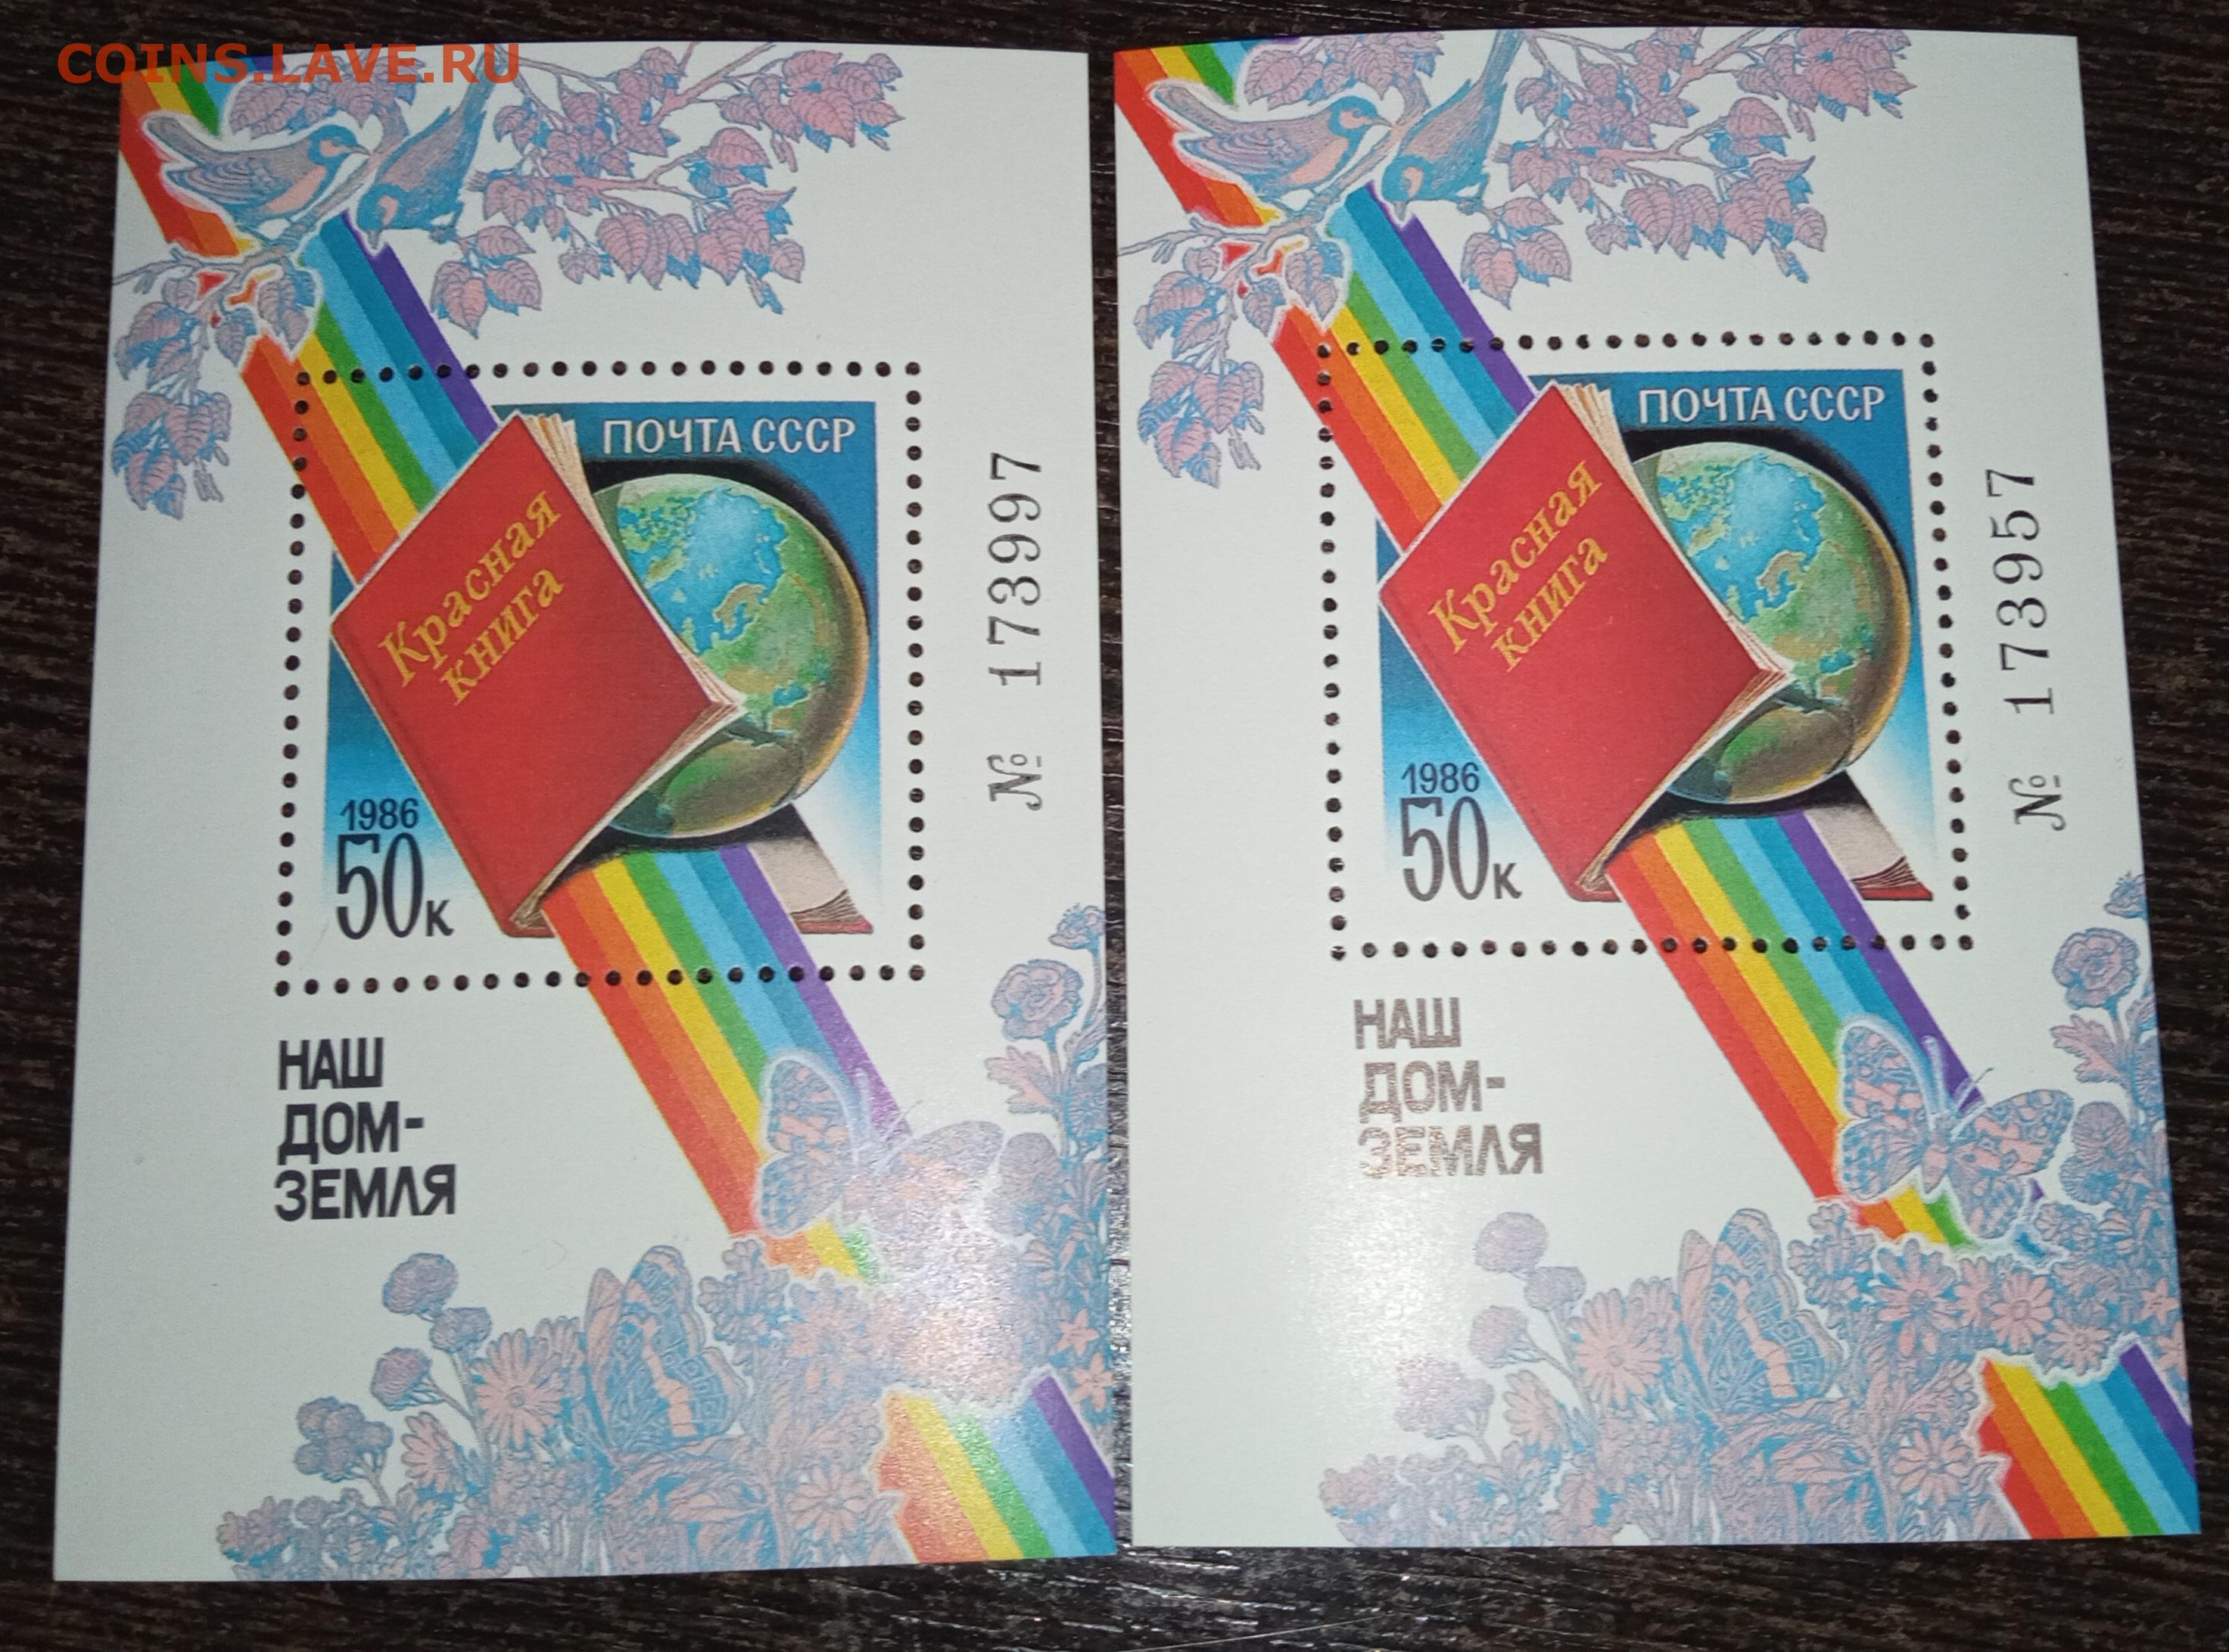 COINS.LAVE.RU
ПОЧТА СССР
Красная
книга
1986
50к
№ 173997
НАШ
ДОМ-
ЗЕМЛЯ
ПОЧТА СССР
Красная
книга
1986
50к
№ 173957
НАШ
ДОМ-
ЗЕМЛЯ